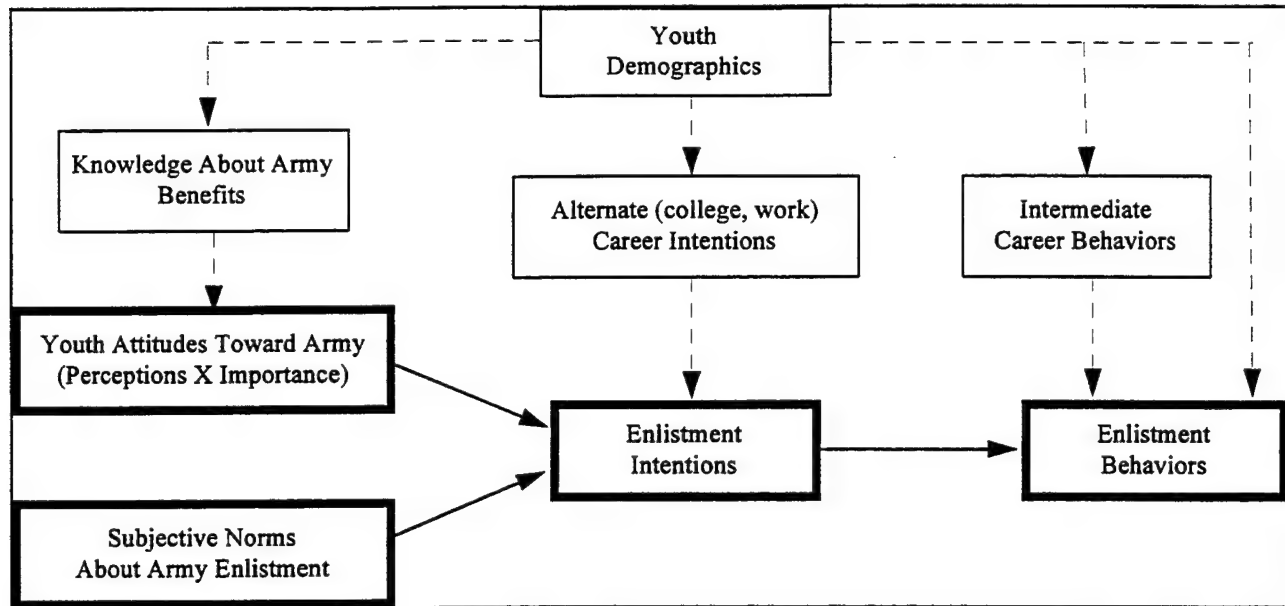 Youth
Demographics
Knowledge About Army
Benefits
Alternate (college, work)
Career Intentions
Intermediate
Career Behaviors
Youth Attitudes Toward Army
(Perceptions X Importance)
Enlistment
Intentions
Enlistment
Behaviors
Subjective Norms
About Army Enlistment